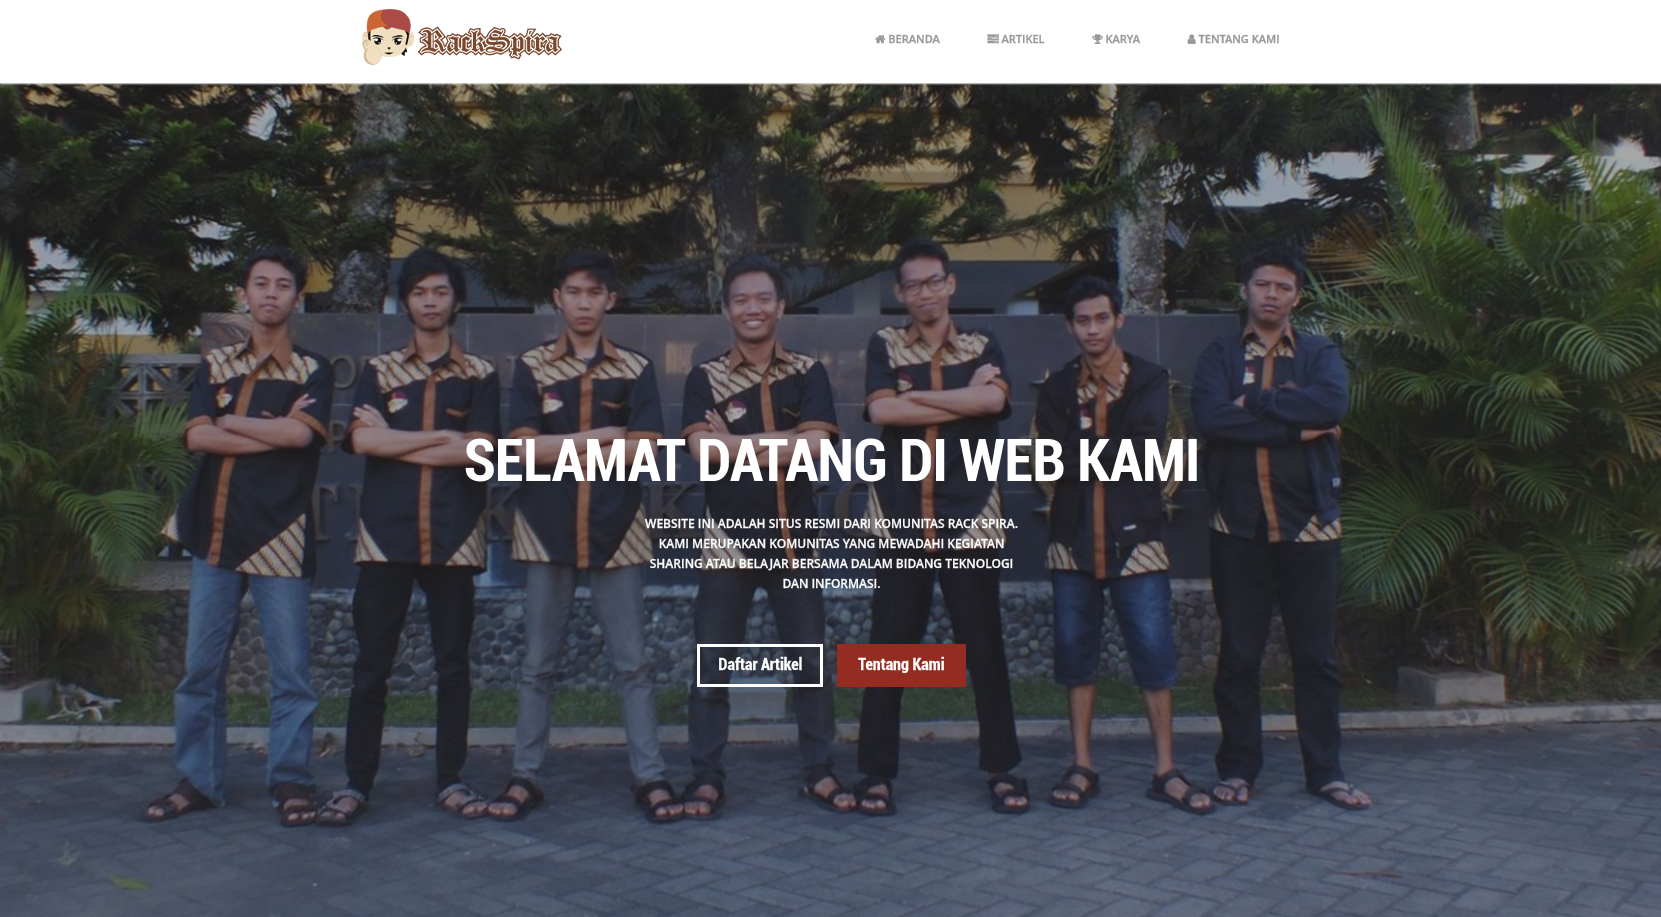 RackSpira
BERANDA
ARTIKEL
KARYA
TENTANG KAMI
SELAMAT DATANG DI WEB KAMI
WEBSITE INI ADALAH SITUS RESMI DARI KOMUNITAS RACK SPIRA.
KAMI MERUPAKAN KOMUNITAS YANG MEWADAHI KEGIATAN
SHARING ATAU BELAJAR BERSAMA DALAM BIDANG TEKNOLOGI
DAN INFORMASI.
Daftar Artikel
Tentang Kami